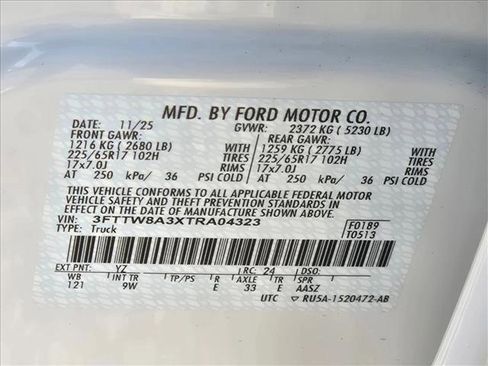 MFD. BY FORD MOTOR CO.
DATE: 11/25 GVWR: 2372 KG ( 5230 LB)
FRONT GAWR: REAR GAWR:
1216 KG ( 2680 LB) WITH 1259 KG ( 2775 LB) WITH
225/65R17 102H TIRES 225/65R17 102H TIRES
17x7.0J RIMS 17x7.0J RIMS
AT 250 kPa/ 36 PSI COLD AT 250 kPa/ 36 PSI COLD
THIS VEHICLE CONFORMS TO ALL APPLICABLE FEDERAL MOTOR
VEHICLE SAFETY AND THEFT PREVENTION STANDARDS IN
EFFECT ON THE DATE OF MANUFACTURE SHOWN ABOVE.
VIN: 3FTTW8A3XTRA04323 F0189
TYPE: Truck T0513
EXT PNT: YZ RC: 24 DSO:
WB INT TR TP/PS R AXLE TR SPR
121 9W E 33 E AASZ
UTC RU5A-1520472-AB